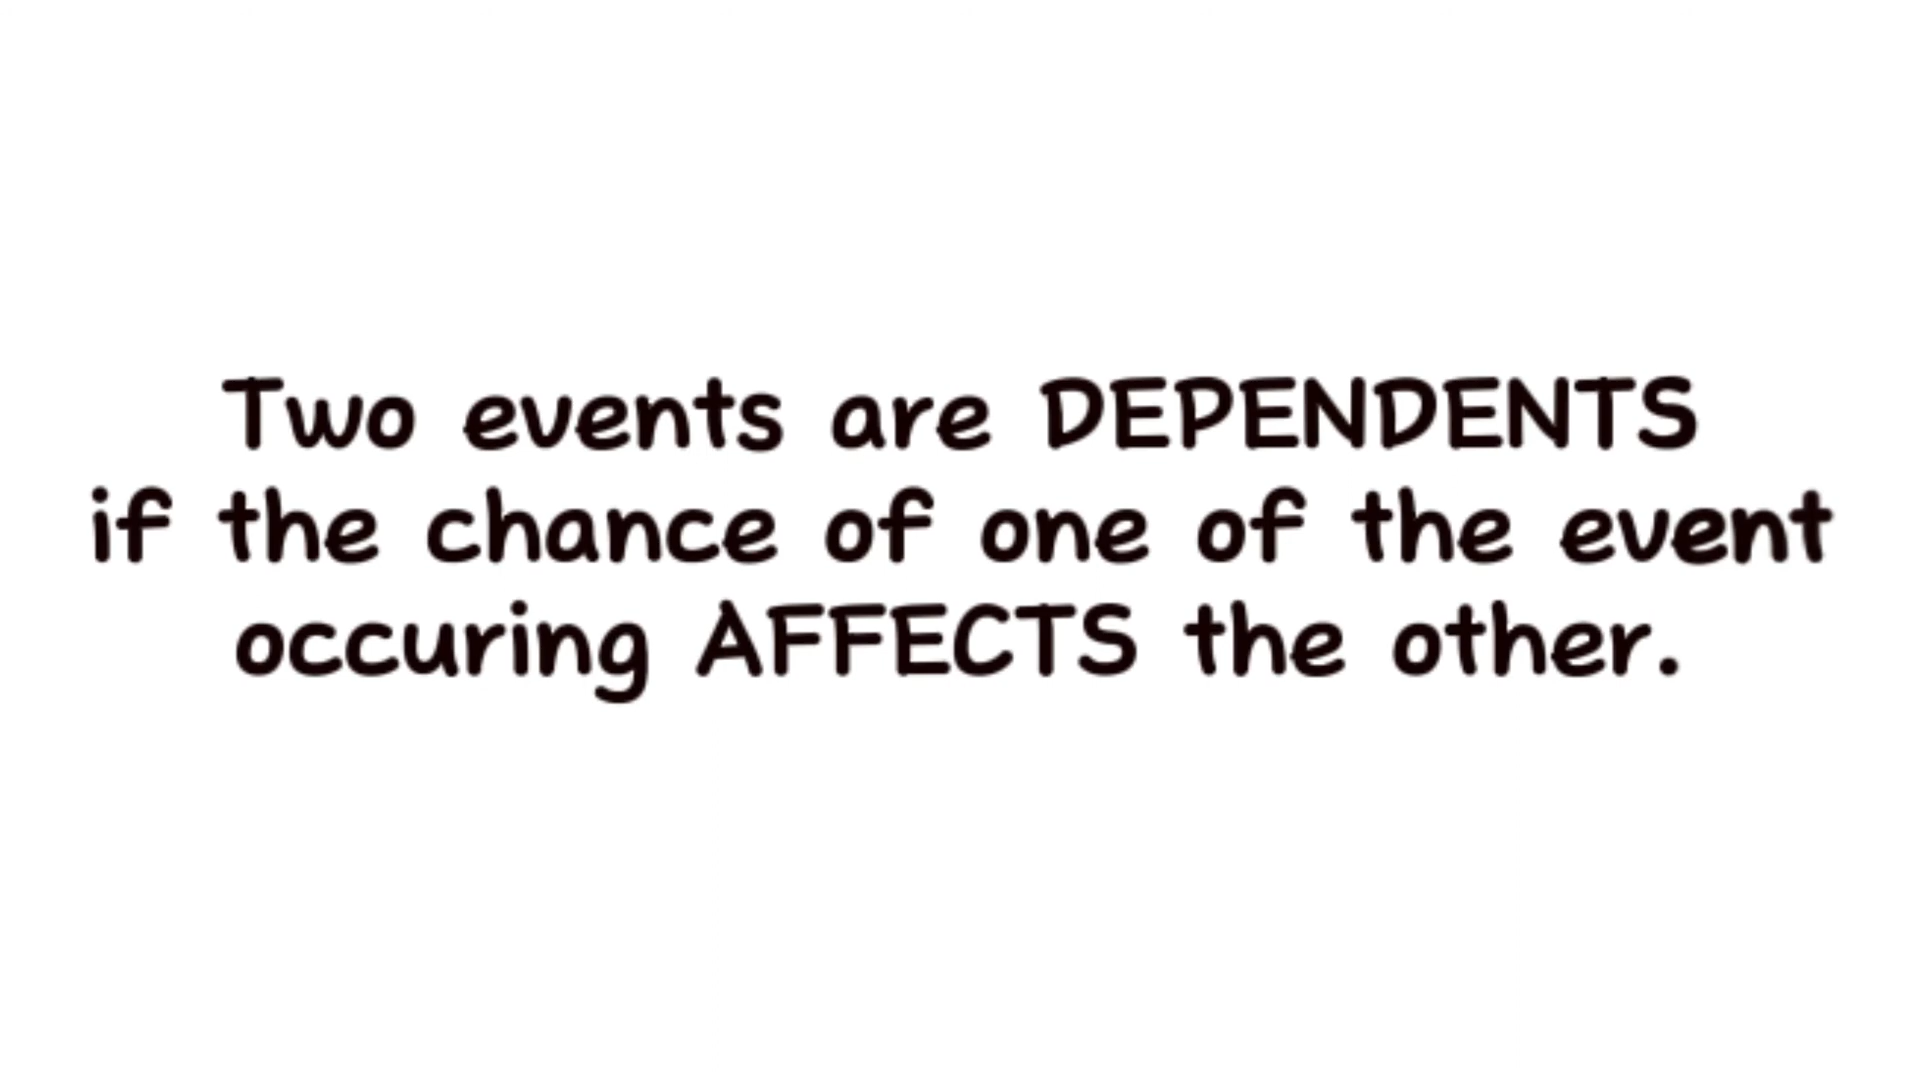 Two events are DEPENDENTS
if the chance of one of the event
occuring AFFECTS the other.